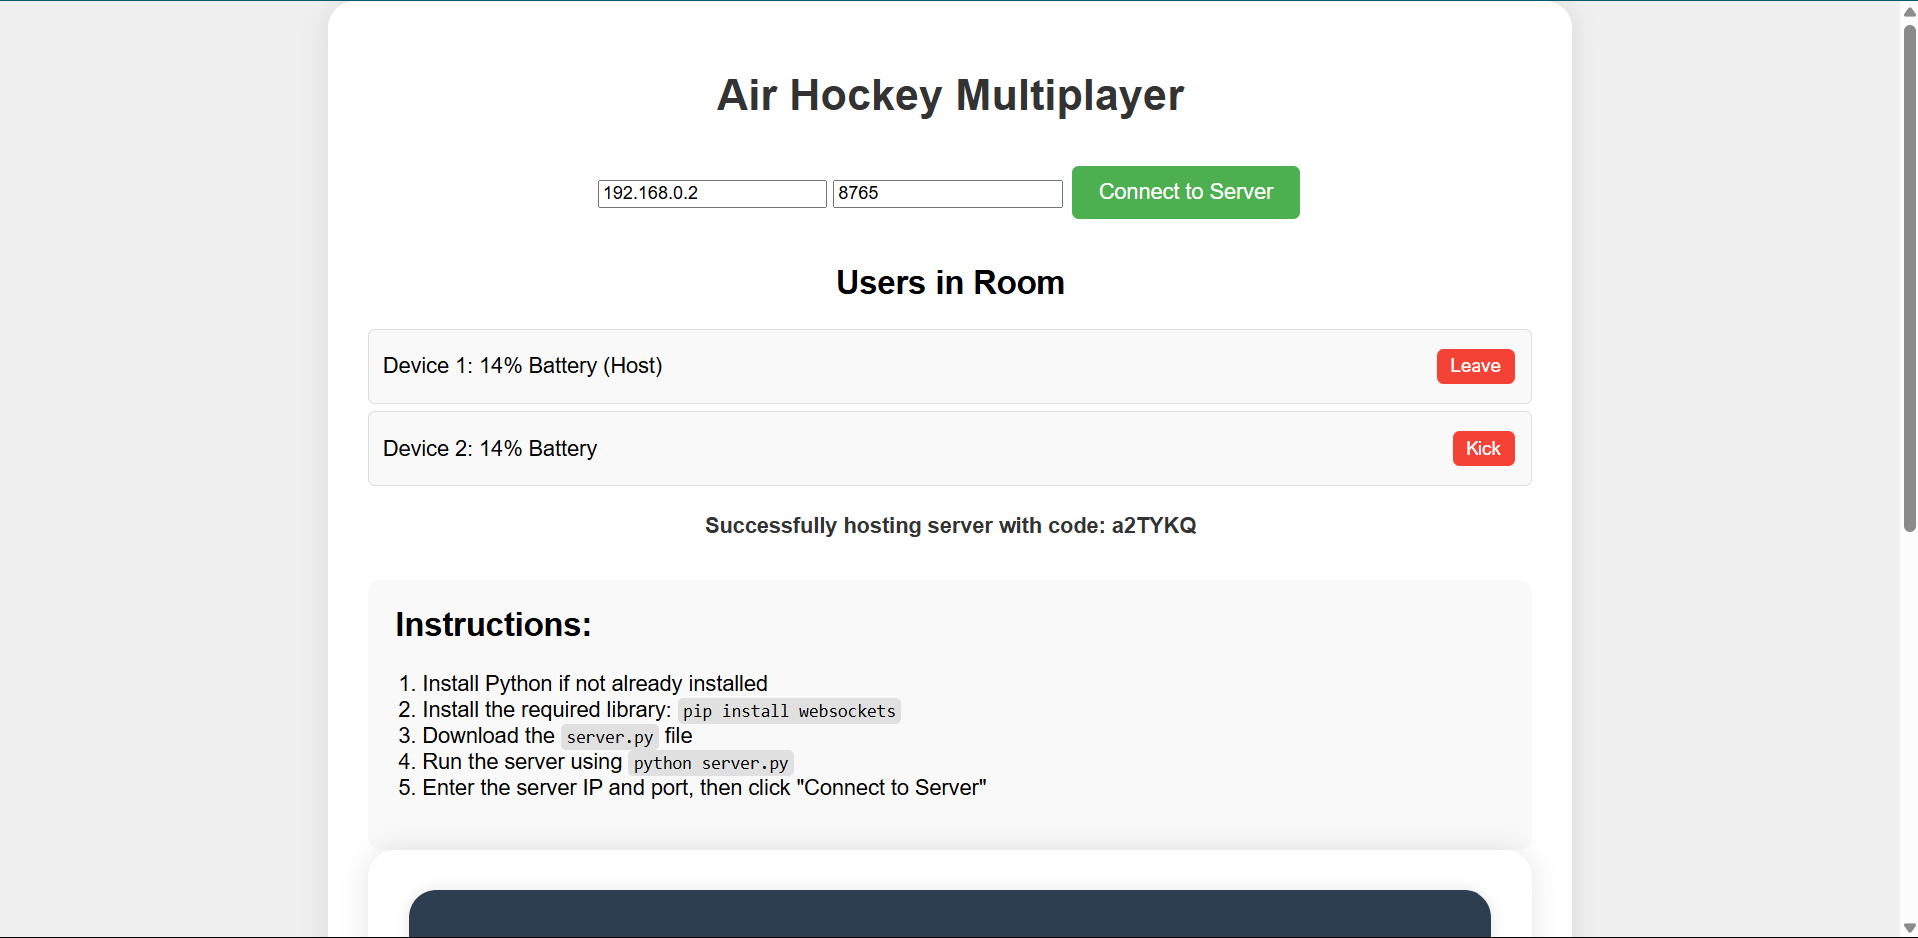 Air Hockey Multiplayer
192.168.0.2 8765 Connect to Server
Users in Room
Device 1: 14% Battery (Host) Leave
Device 2: 14% Battery Kick
Successfully hosting server with code: a2TYKQ
Instructions:
1. Install Python if not already installed
2. Install the required library: pip install websockets
3. Download the server.py file
4. Run the server using python server.py
5. Enter the server IP and port, then click "Connect to Server"